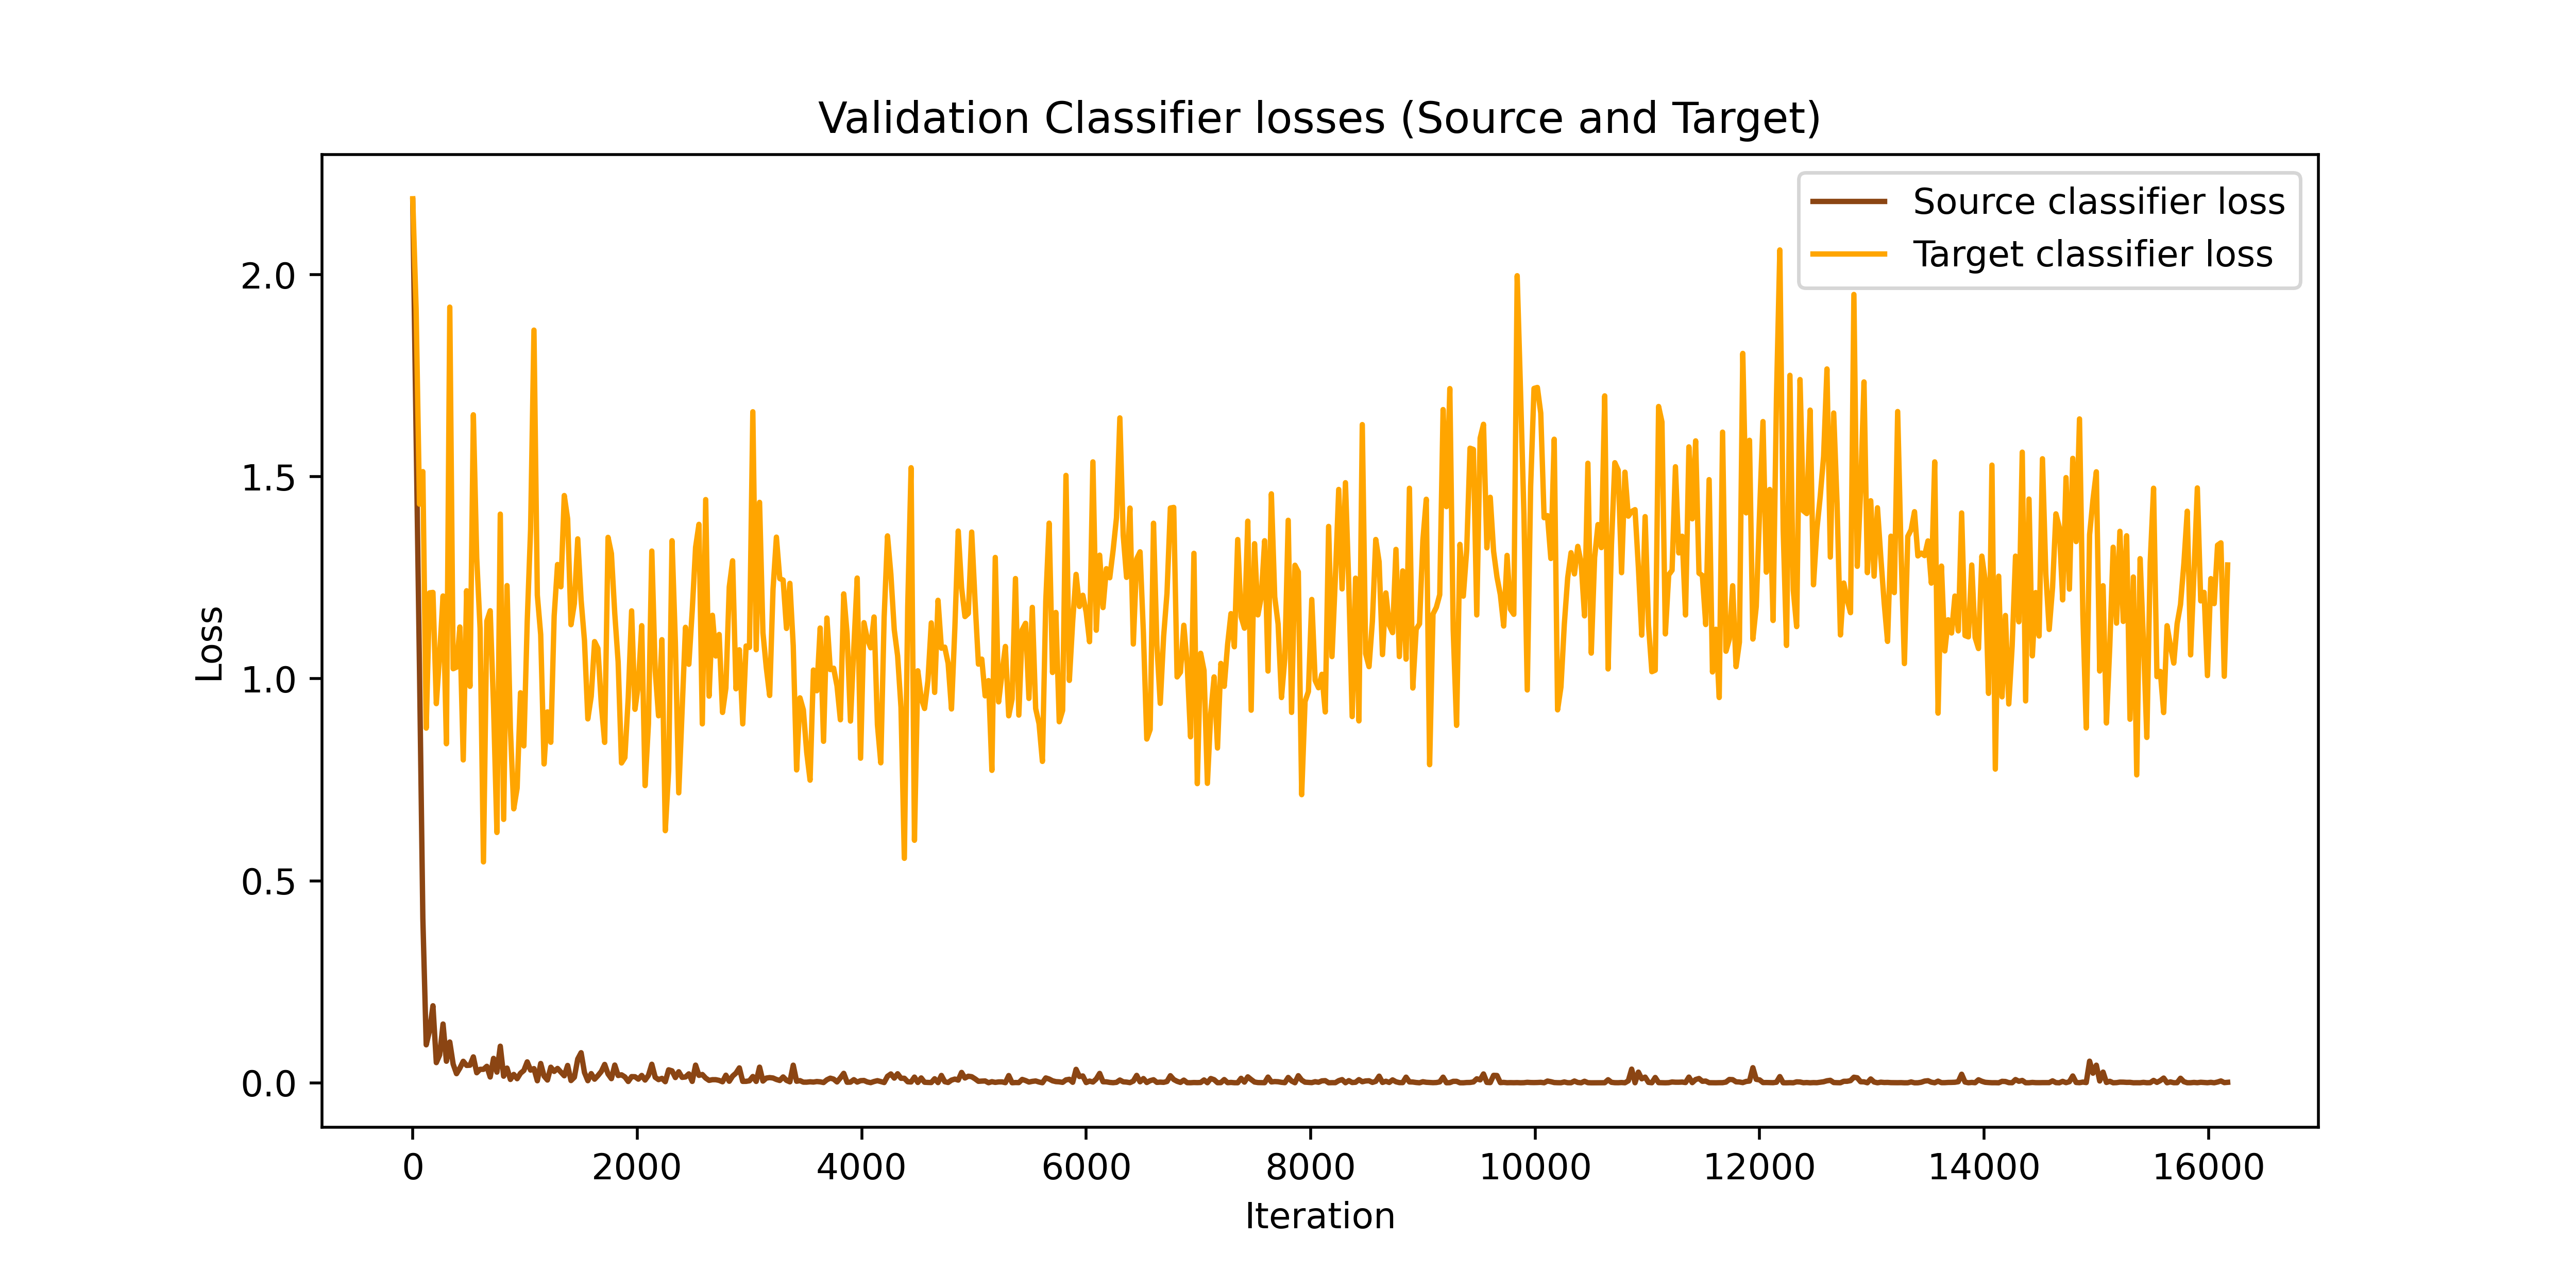 Validation Classifier losses (Source and Target)
Source classifier loss
Target classifier loss
2.0
1.5
1.0
0.5
0.0
Loss
0 2000 4000 6000 8000 10000 12000 14000 16000
Iteration